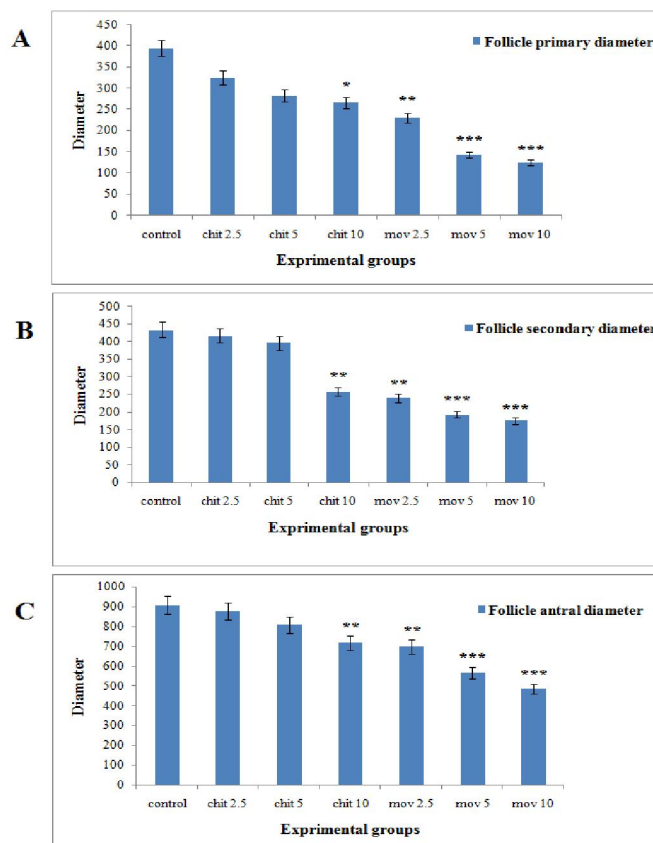 A
Follicle primary diameter
Diameter
450
400
350
300
250
200
150
100
50
0
*
**
***
***
control chit 2.5 chit 5 chit 10 mov 2.5 mov 5 mov 10
Exprimental groups
B
Follicle secondary diameter
Diameter
500
450
400
350
300
250
200
150
100
50
0
**
**
***
***
control chit 2.5 chit 5 chit 10 mov 2.5 mov 5 mov 10
Exprimental groups
C
Follicle antral diameter
Diameter
1000
900
800
700
600
500
400
300
200
100
0
**
**
***
***
control chit 2.5 chit 5 chit 10 mov 2.5 mov 5 mov 10
Exprimental groups